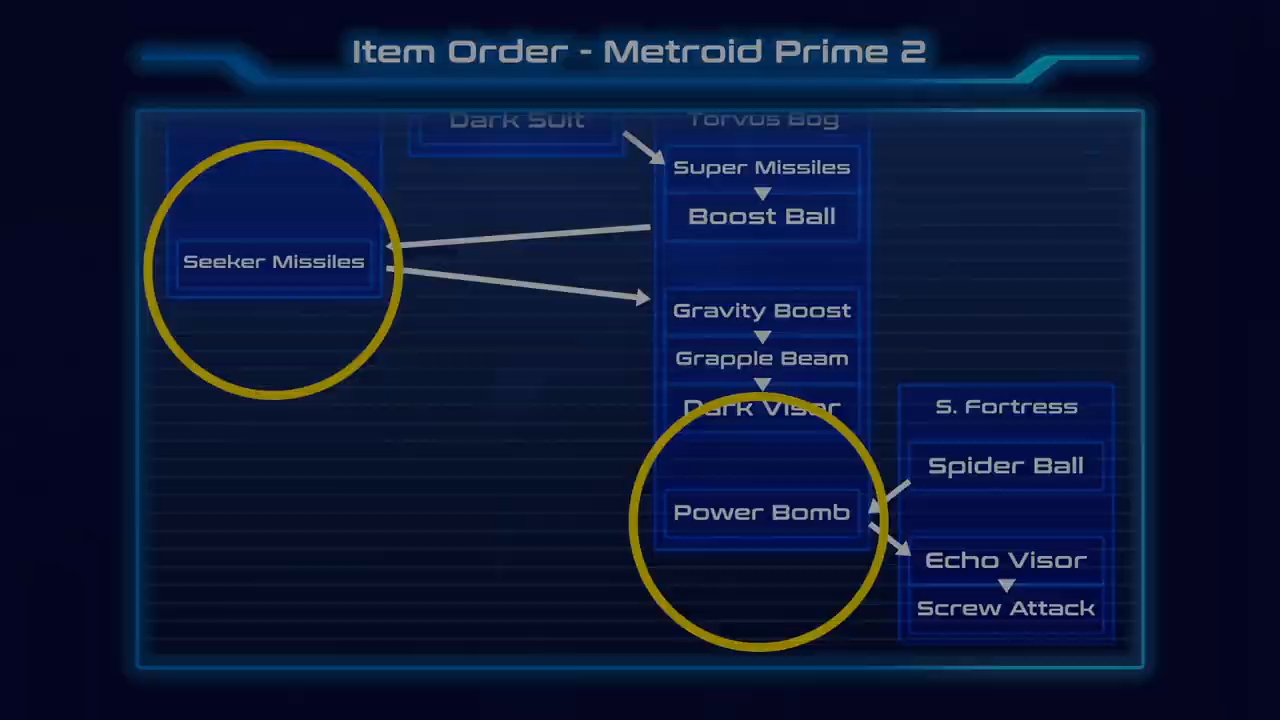 Item Order - Metroid Prime 2
Dark Suit
Torvus Bog
Super Missiles
Boost Ball
Seeker Missiles
Gravity Boost
Grapple Beam
Dark Visor
S. Fortress
Spider Ball
Power Bomb
Echo Visor
Screw Attack